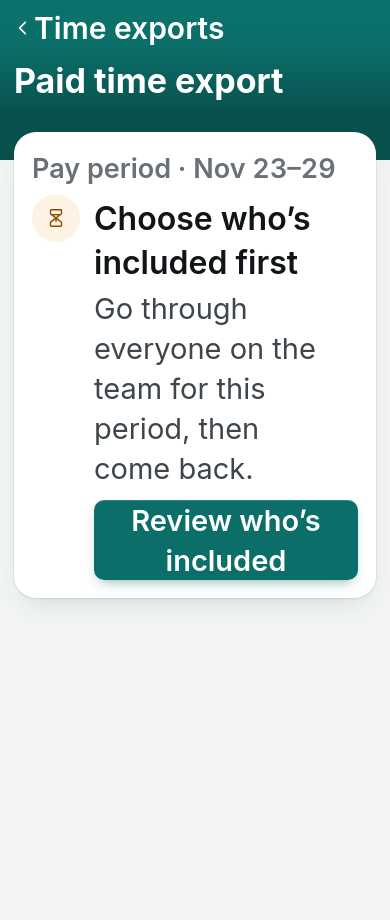 Time exports
Paid time export
Pay period · Nov 23–29
Choose who’s
included first
Go through
everyone on the
team for this
period, then
come back.
Review who’s
included